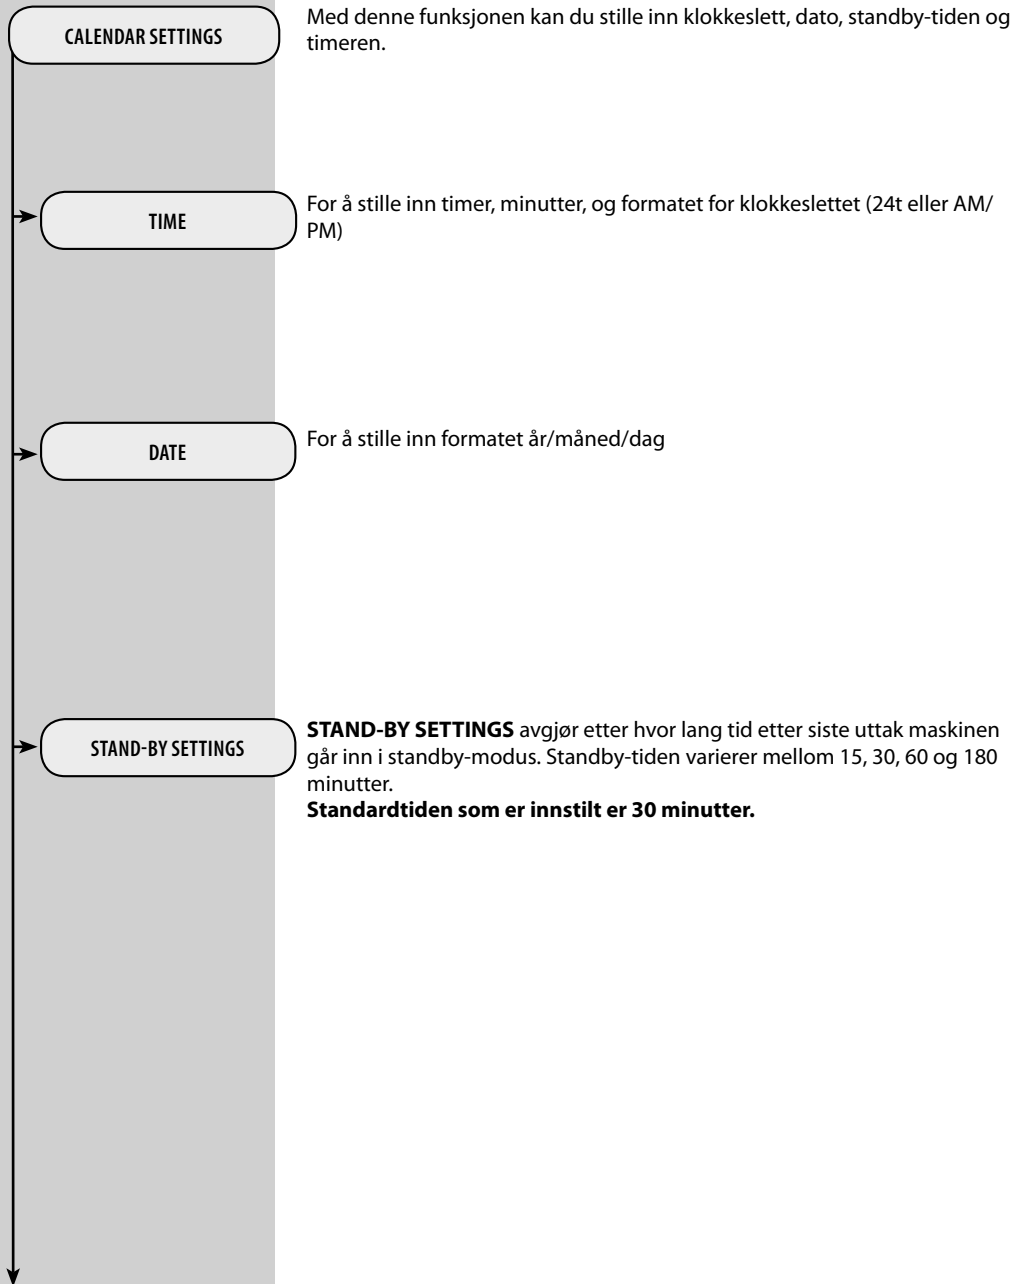 CALENDAR SETTINGS
Med denne funksjonen kan du stille inn klokkeslett, dato, standby-tiden og
timeren.
TIME
For å stille inn timer, minutter, og formatet for klokkeslettet (24t eller AM/
PM)
DATE
For å stille inn formatet år/måned/dag
STAND-BY SETTINGS
STAND-BY SETTINGS avgjør etter hvor lang tid etter siste uttak maskinen
går inn i standby-modus. Standby-tiden varierer mellom 15, 30, 60 og 180
minutter.
Standardtiden som er innstilt er 30 minutter.